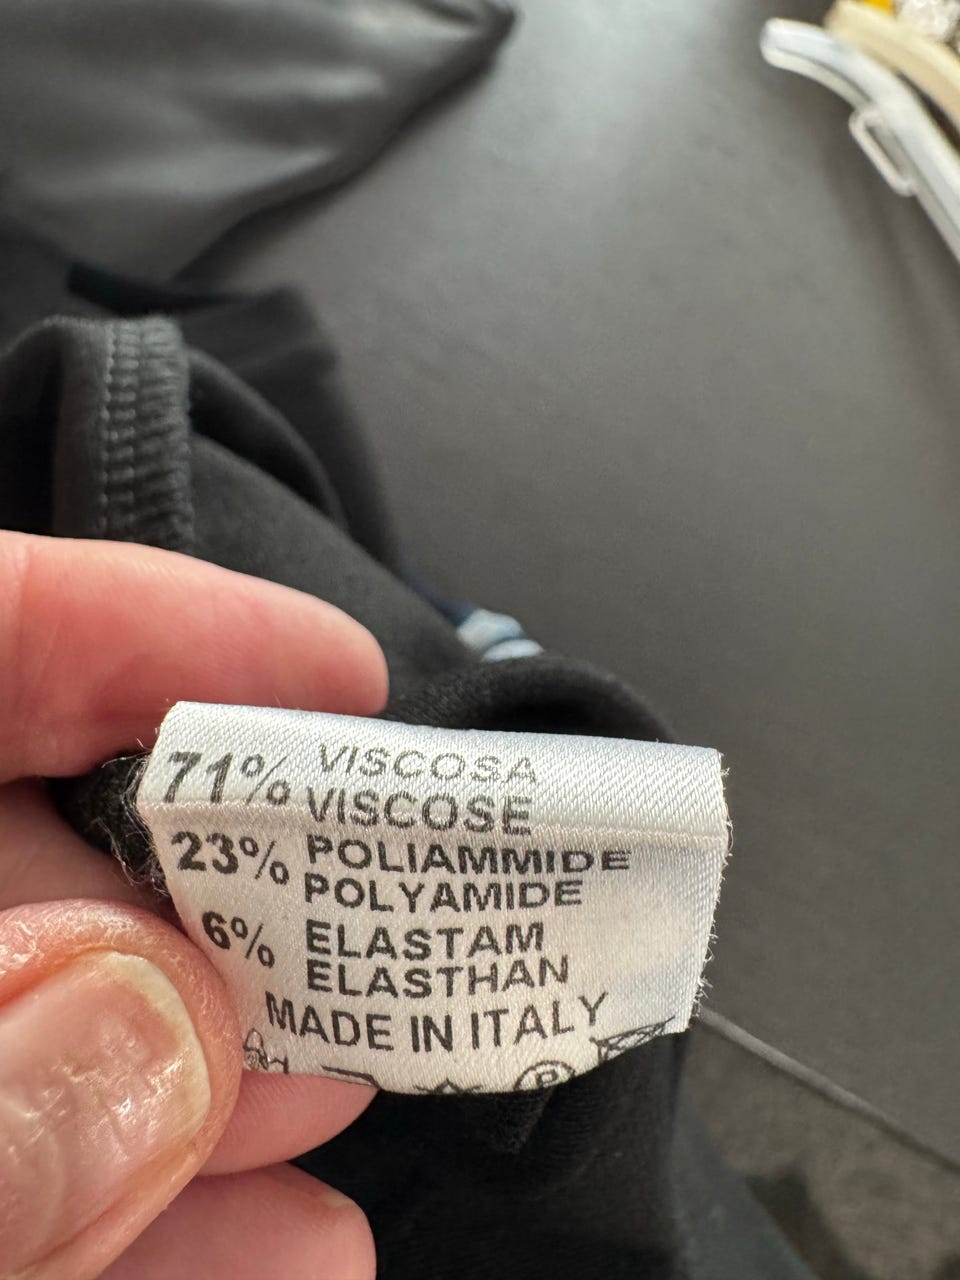 71% VISCOSA
VISCOSE
23% POLIAMMIDE
POLYAMIDE
6% ELASTAM
ELASTHAN
MADE IN ITALY
P